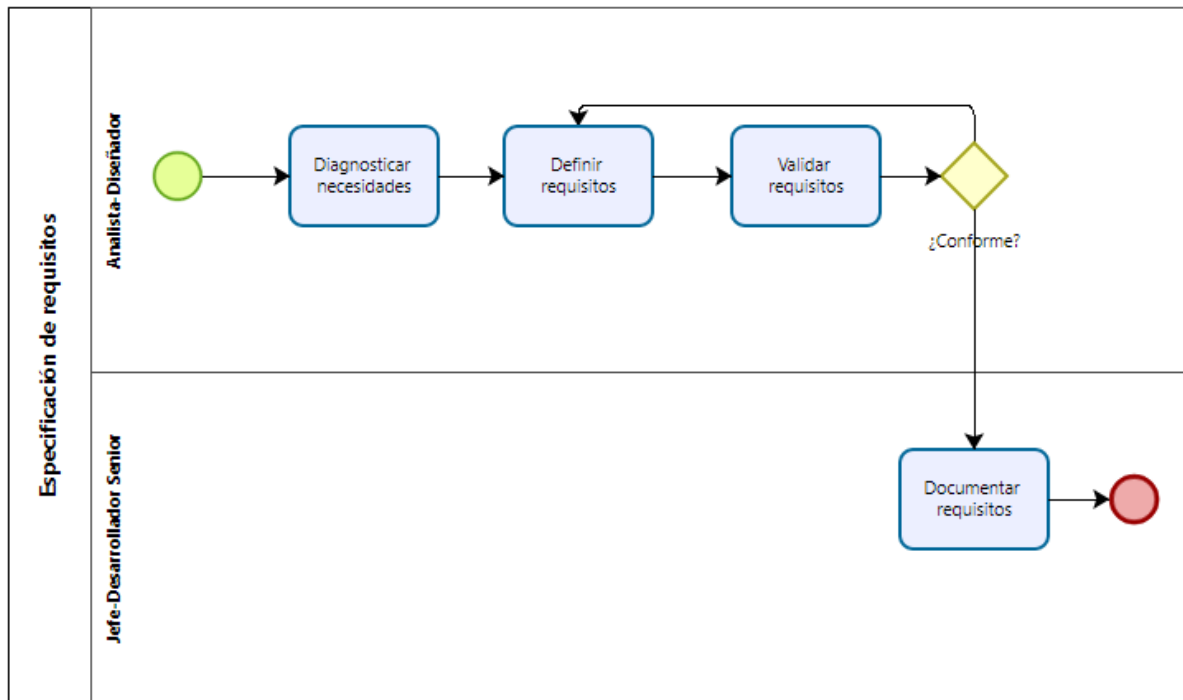 Especificación de requisitos
Analista-Diseñador
Diagnosticar
necesidades
Definir
requisitos
Validar
requisitos
¿Conforme?
Jefe-Desarrollador Senior
Documentar
requisitos